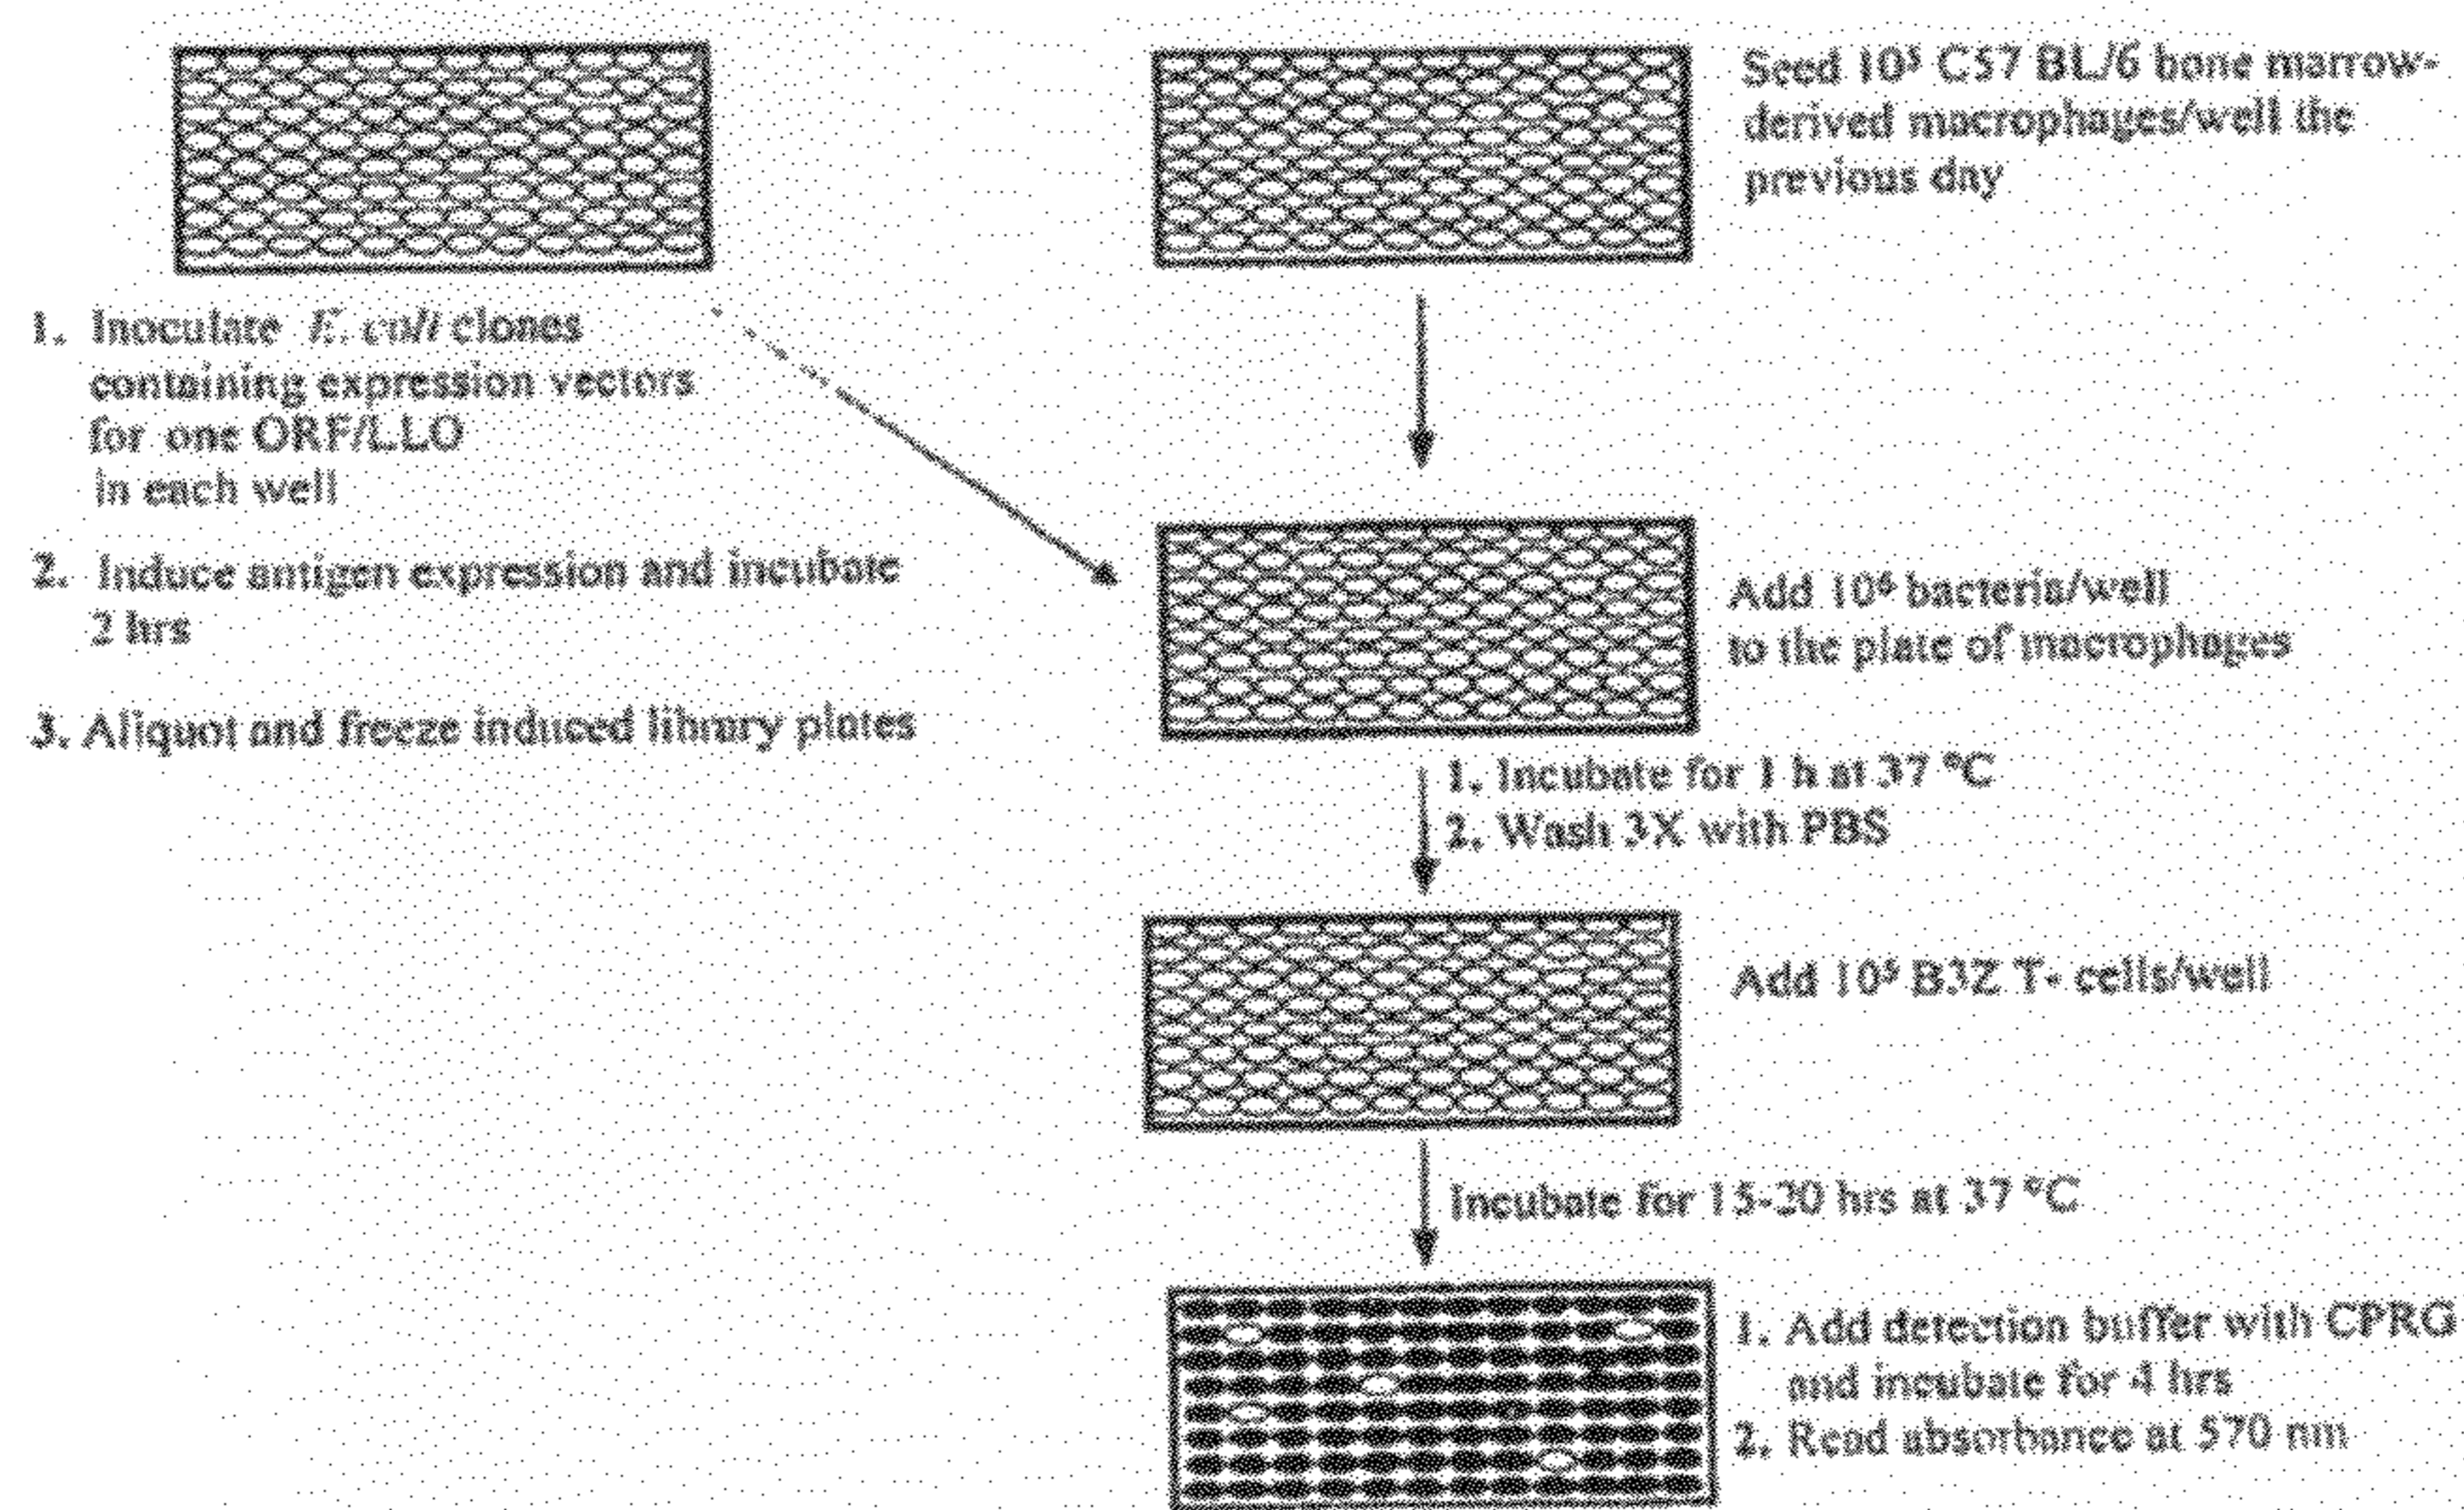 Seed 10⁵ C57 BL/6 bone marrow-
derived macrophages/well the
previous day
1. Inoculate E. coli clones
containing expression vectors
for one ORF/LLO
in each well
2. Induce antigen expression and incubate
2 hrs
3. Aliquot and freeze induced library plates
Add 10⁶ bacteria/well
to the plate of macrophages
1. Incubate for 1 h at 37 °C
2. Wash 3X with PBS
Add 10⁵ B3Z T- cells/well
Incubate for 15-20 hrs at 37 °C
1. Add detection buffer with CPRG
and incubate for 4 hrs
2. Read absorbance at 570 nm